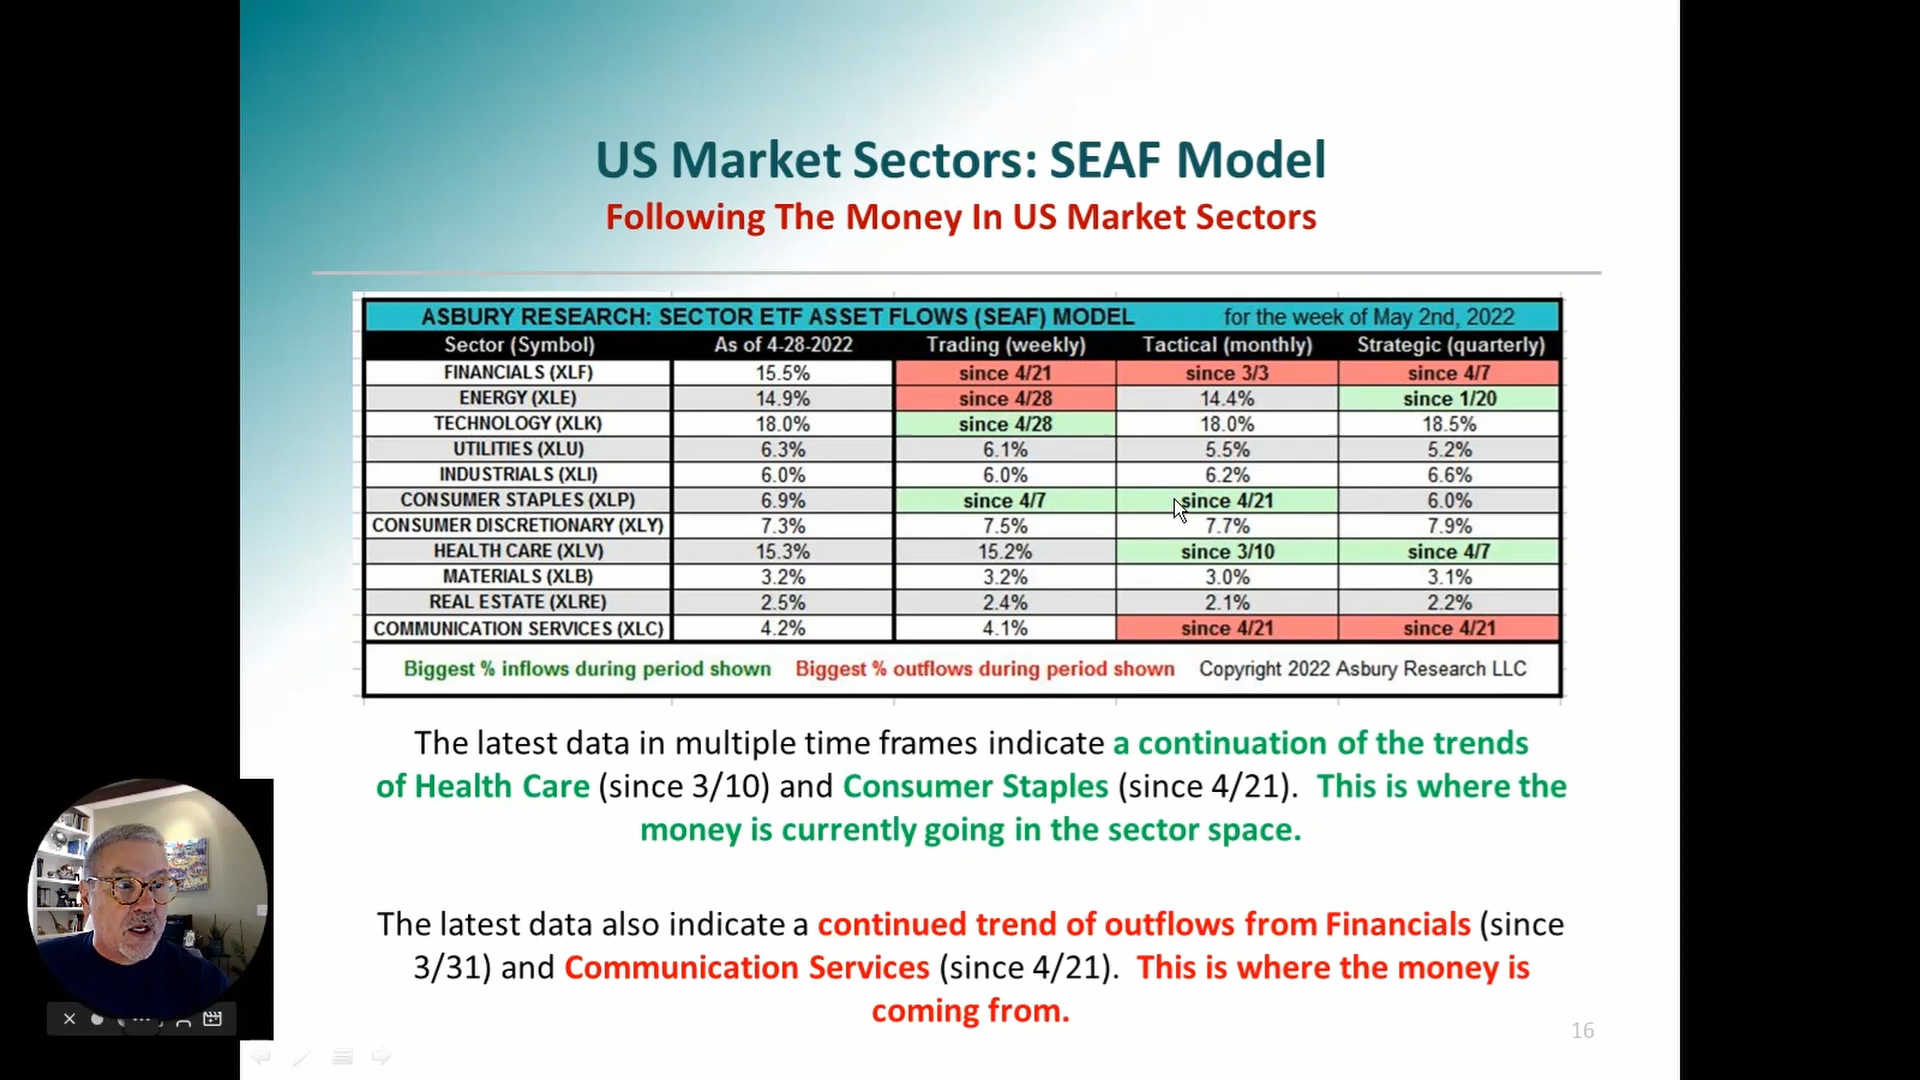 US Market Sectors: SEAF Model
Following The Money In US Market Sectors
ASBURY RESEARCH: SECTOR ETF ASSET FLOWS (SEAF) MODEL for the week of May 2nd, 2022
Sector (Symbol) As of 4-28-2022 Trading (weekly) Tactical (monthly) Strategic (quarterly)
FINANCIALS (XLF) 15.5% since 4/21 since 3/3 since 4/7
ENERGY (XLE) 14.9% since 4/28 14.4% since 1/20
TECHNOLOGY (XLK) 18.0% since 4/28 18.0% 18.5%
UTILITIES (XLU) 6.3% 6.1% 5.5% 5.2%
INDUSTRIALS (XLI) 6.0% 6.0% 6.2% 6.6%
CONSUMER STAPLES (XLP) 6.9% since 4/7 since 4/21 6.0%
CONSUMER DISCRETIONARY (XLY) 7.3% 7.5% 7.7% 7.9%
HEALTH CARE (XLV) 15.3% 15.2% since 3/10 since 4/7
MATERIALS (XLB) 3.2% 3.2% 3.0% 3.1%
REAL ESTATE (XLRE) 2.5% 2.4% 2.1% 2.2%
COMMUNICATION SERVICES (XLC) 4.2% 4.1% since 4/21 since 4/21
Biggest % inflows during period shown Biggest % outflows during period shown Copyright 2022 Asbury Research LLC
The latest data in multiple time frames indicate a continuation of the trends
of Health Care (since 3/10) and Consumer Staples (since 4/21). This is where the
money is currently going in the sector space.
The latest data also indicate a continued trend of outflows from Financials (since
3/31) and Communication Services (since 4/21). This is where the money is
coming from.
16